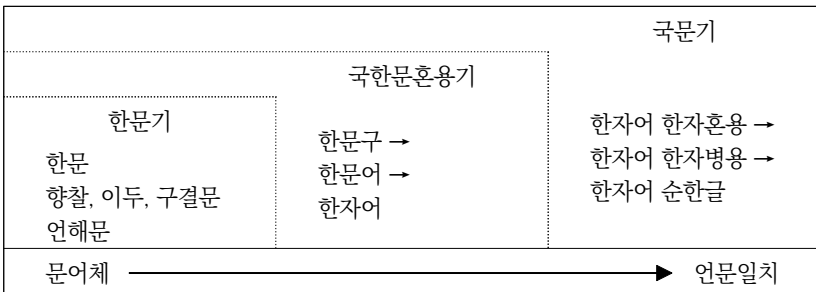 국문기
국한문혼용기
한문기
한문
향찰, 이두, 구결문
언해문
한문구 →
한문어 →
한자어
한자어 한자혼용 →
한자어 한자병용 →
한자어 순한글
문어체 → 언문일치